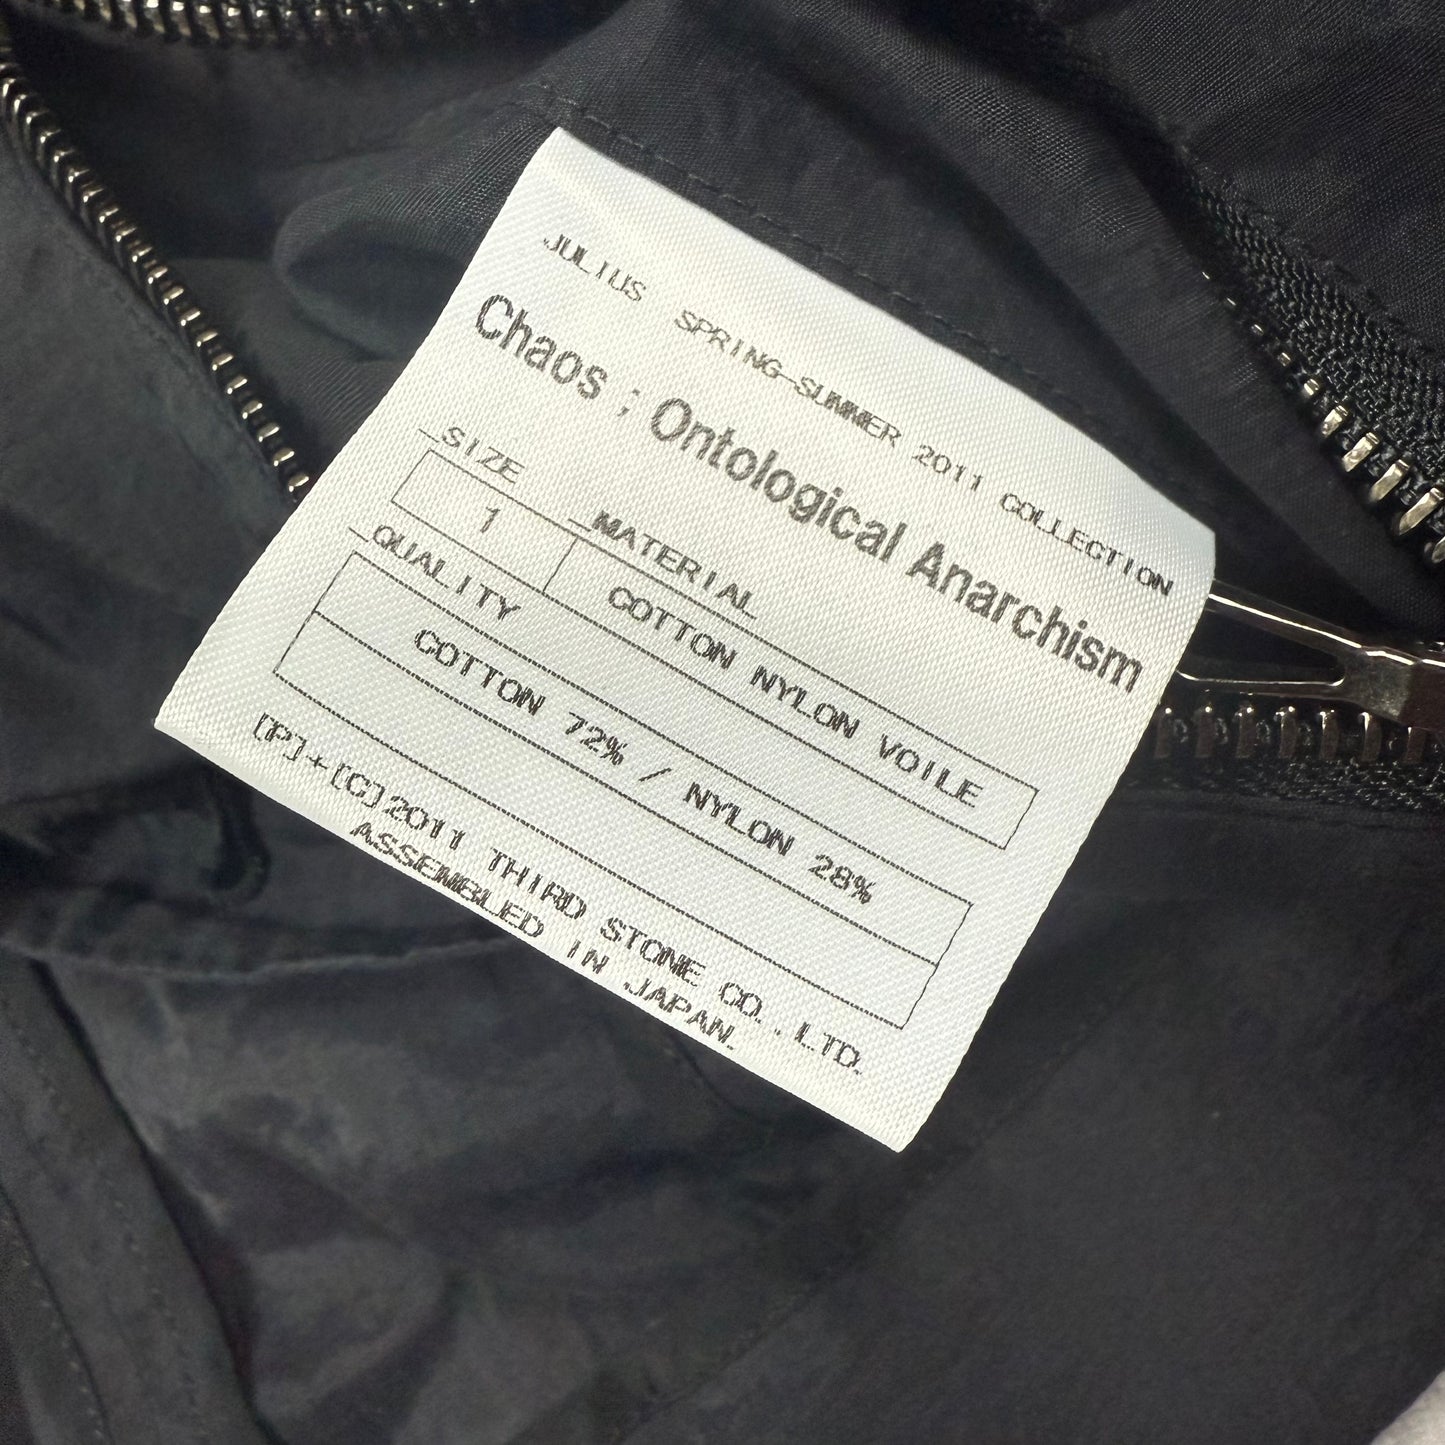 JULIUS SPRING-SUMMER 2011 COLLECTION
Chaos ; Ontological Anarchism
_SIZE _MATERIAL
1 COTTON NYLON VOILE
_QUALITY
COTTON 72% / NYLON 28%
[P]+[C]2011 THIRD STONE CO., LTD.
ASSEMBLED IN JAPAN.